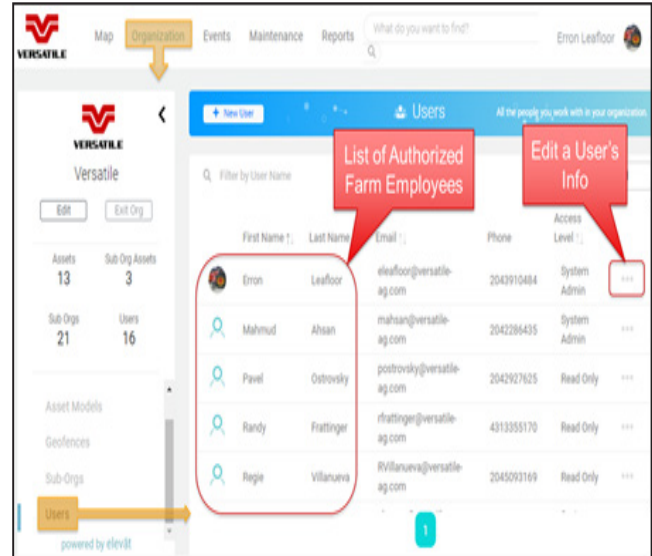 VERSATILE
Map Organization Events Maintenance Reports
What do you want to find?
Erron Leafloor
VERSATILE
Versatile
Edit Exit Org
Assets Sub Org Assets
13 3
Sub Orgs Users
21 16
Asset Models
Geofences
Sub-Orgs
Users
powered by elevāt
+ New User
Users
All the people you work with in your organization.
Filter by User Name
List of Authorized
Farm Employees
Edit a User's
Info
First Name Last Name Email Phone Access Level
Erron Leafloor eleafloor@versatile-ag.com 2043910484 System Admin
Mahmud Ahsan mahsan@versatile-ag.com 2042286435 System Admin
Pavel Ostrovsky postrovsky@versatile-ag.com 2042927625 Read Only
Randy Frattinger rfrattinger@versatile-ag.com 4313355170 Read Only
Regie Villanueva RVillanueva@versatile-ag.com 2045093169 Read Only
1